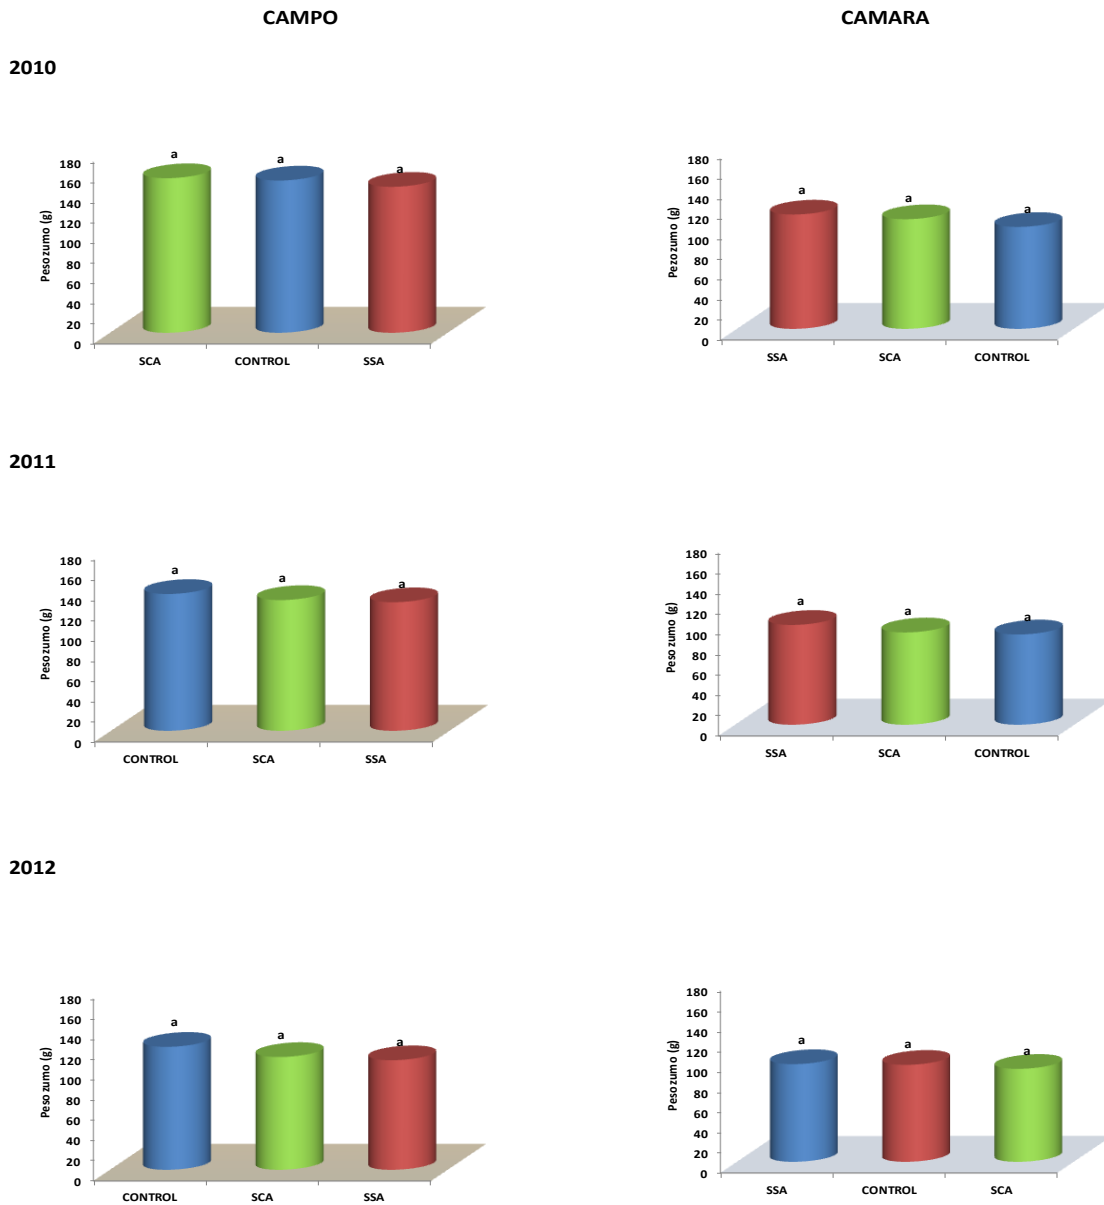 CAMPO
CAMARA
2010
a
a
a
180
160
140
120
100
80
60
40
20
0
Peso zumo (g)
SCA CONTROL SSA
a
a
a
180
160
140
120
100
80
60
40
20
0
Pezo zumo (g)
SSA SCA CONTROL
2011
a
a
a
180
160
140
120
100
80
60
40
20
0
Peso zumo (g)
CONTROL SCA SSA
a
a
a
180
160
140
120
100
80
60
40
20
0
Peso zumo (g)
SSA SCA CONTROL
2012
a
a
a
180
160
140
120
100
80
60
40
20
0
Peso zumo (g)
CONTROL SCA SSA
a
a
a
180
160
140
120
100
80
60
40
20
0
Peso zumo (g)
SSA CONTROL SCA